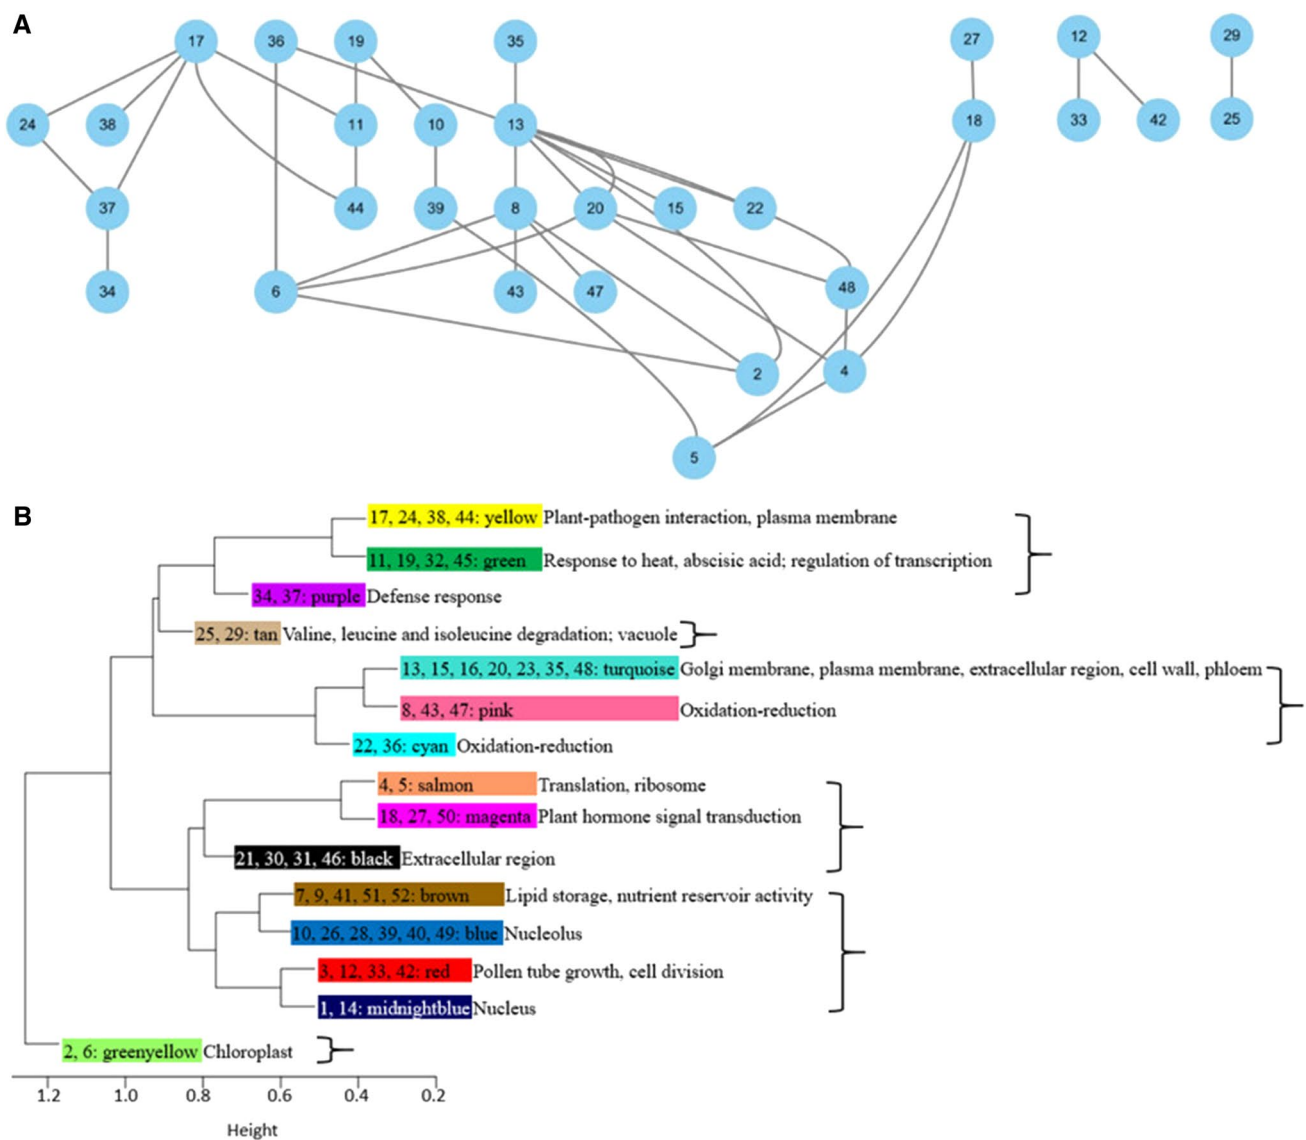 A
17 36 19 35 27 12 29
24 38 11 10 13 18 33 42 25
37 44 39 8 20 15 22
34 6 43 47 48
2 4
5
B
17, 24, 38, 44: yellow Plant-pathogen interaction, plasma membrane
11, 19, 32, 45: green Response to heat, abscisic acid; regulation of transcription
34, 37: purple Defense response
25, 29: tan Valine, leucine and isoleucine degradation; vacuole
13, 15, 16, 20, 23, 35, 48: turquoise Golgi membrane, plasma membrane, extracellular region, cell wall, phloem
8, 43, 47: pink Oxidation-reduction
22, 36: cyan Oxidation-reduction
4, 5: salmon Translation, ribosome
18, 27, 50: magenta Plant hormone signal transduction
21, 30, 31, 46: black Extracellular region
7, 9, 41, 51, 52: brown Lipid storage, nutrient reservoir activity
10, 26, 28, 39, 40, 49: blue Nucleolus
3, 12, 33, 42: red Pollen tube growth, cell division
1, 14: midnightblue Nucleus
2, 6: greenyellow Chloroplast
1.2 1.0 0.8 0.6 0.4 0.2
Height